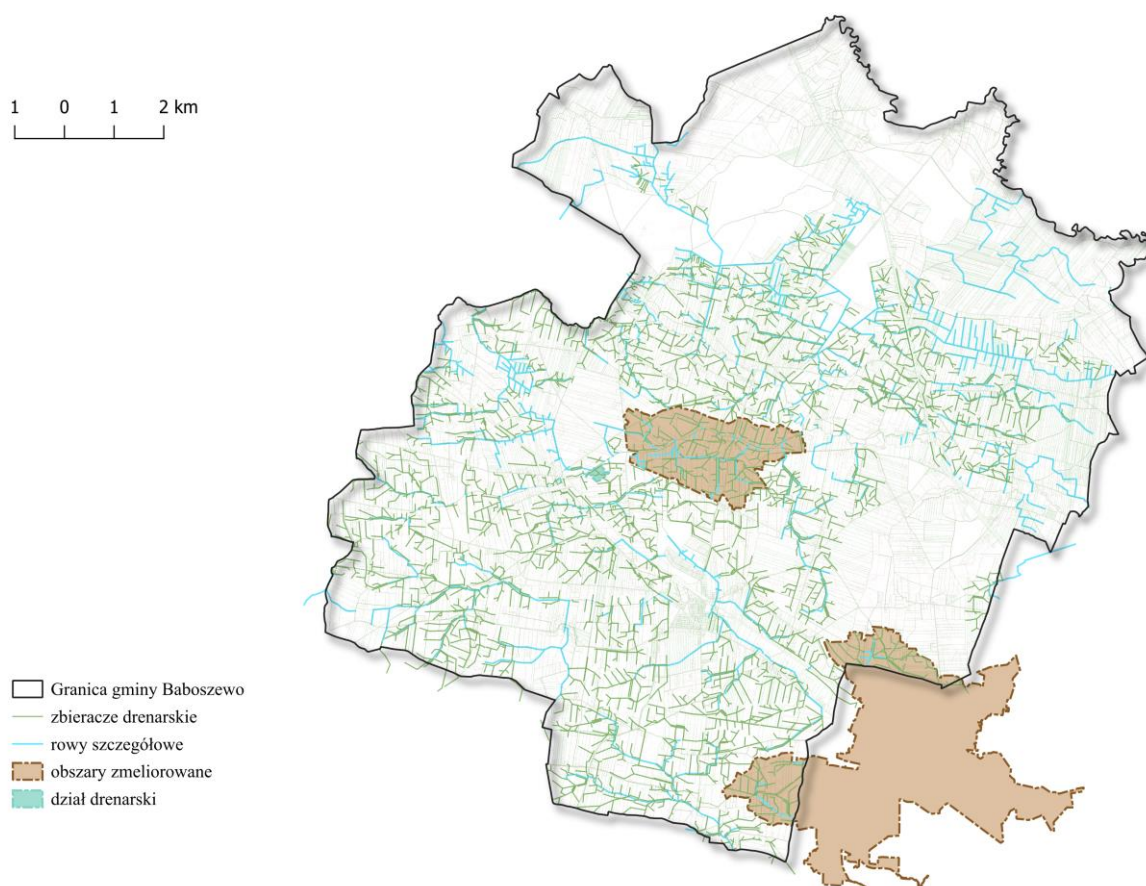 1 0 1 2 km
Granica gminy Baboszewo
zbieracze drenarskie
rowy szczegółowe
obszary zmeliorowane
dział drenarski